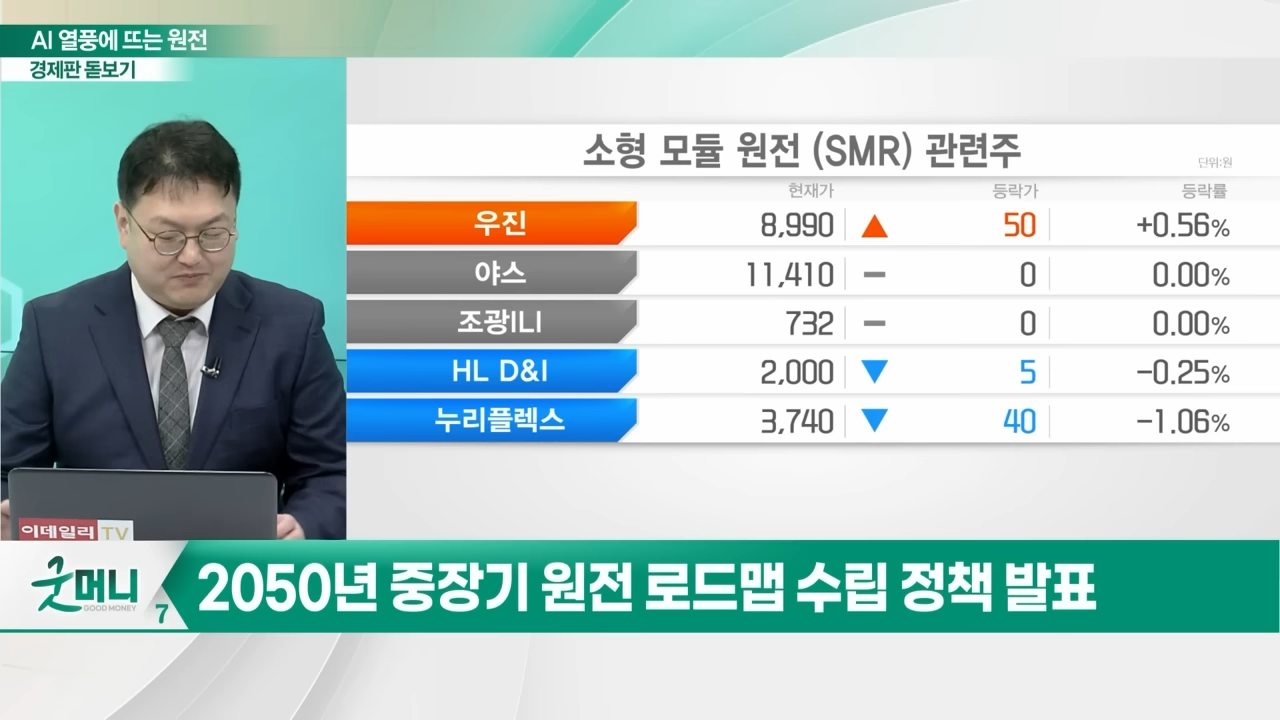 AI 열풍에 뜨는 원전
경제판 돋보기
소형 모듈 원전 (SMR) 관련주
단위:원
현재가 등락가 등락률
우진 8,990 ▲ 50 +0.56%
야스 11,410 － 0 0.00%
조광ILI 732 － 0 0.00%
HL D&I 2,000 ▼ 5 -0.25%
누리플렉스 3,740 ▼ 40 -1.06%
이데일리 TV
굿머니 GOOD MONEY 7
2050년 중장기 원전 로드맵 수립 정책 발표